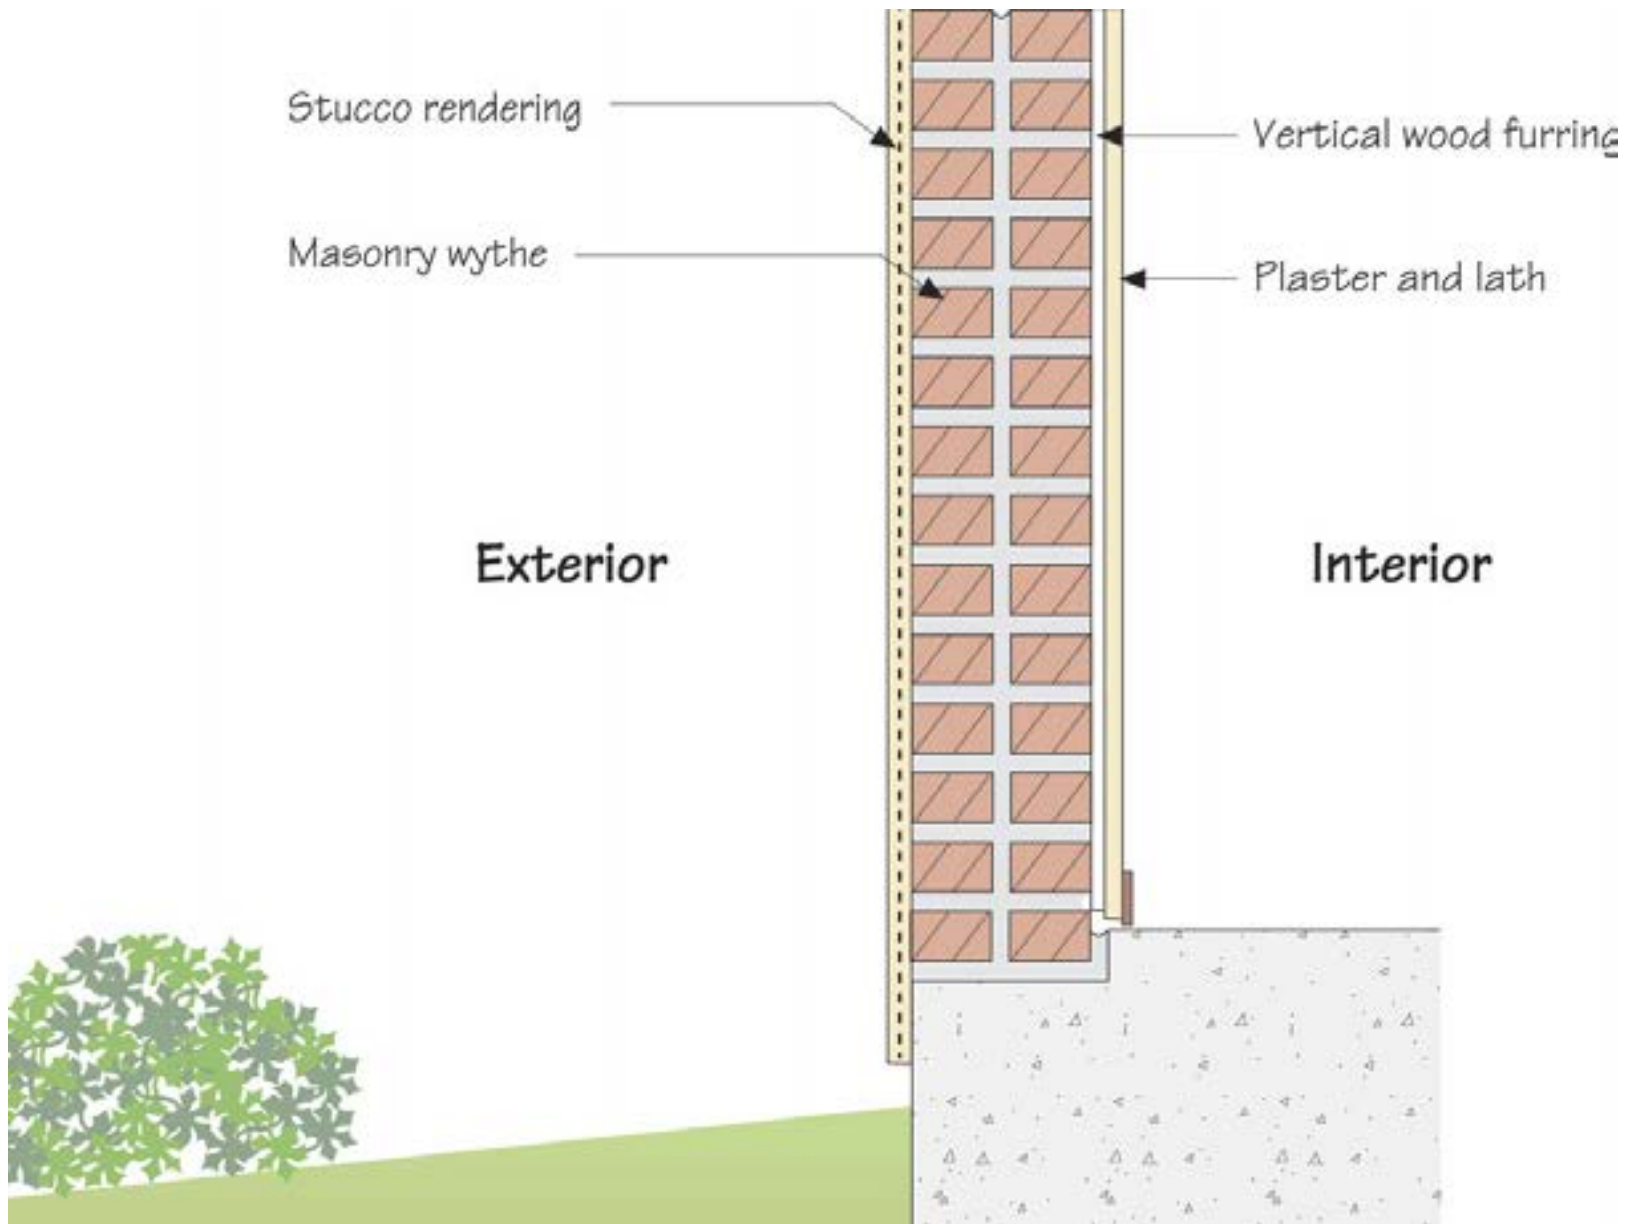 Stucco rendering
Vertical wood furring
Masonry wythe
Plaster and lath
Exterior
Interior